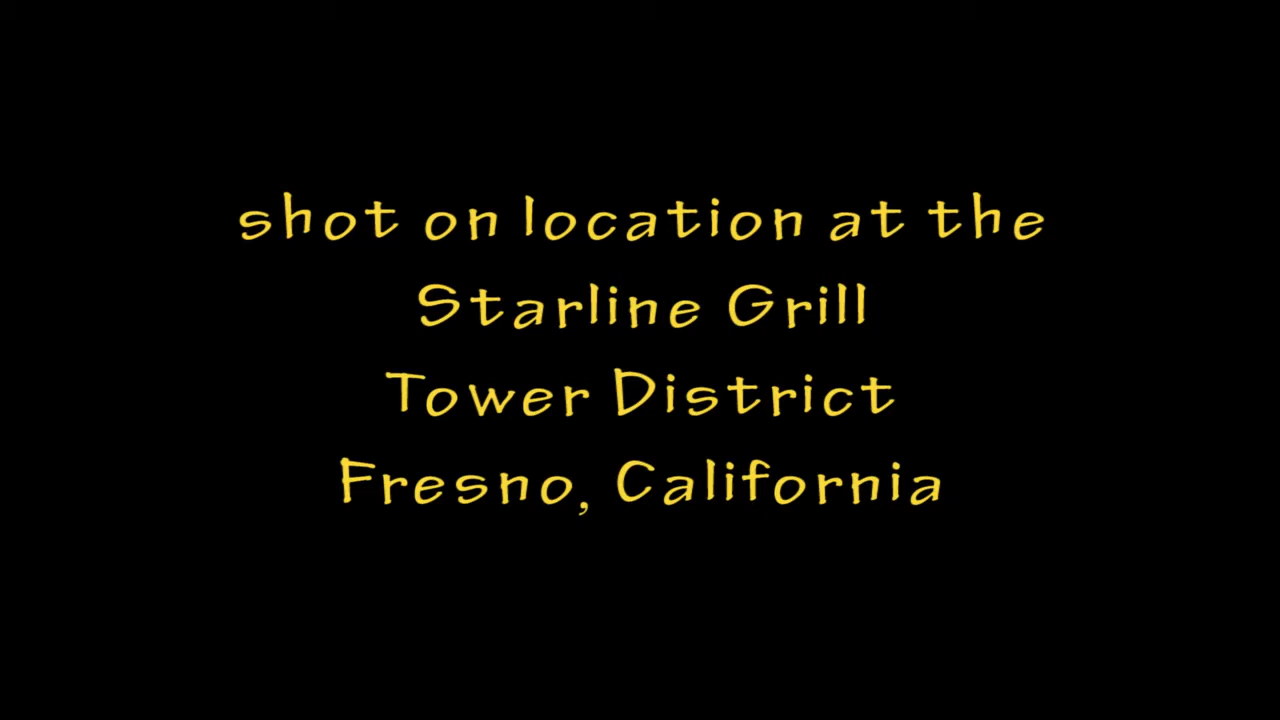 shot on location at the
Starline Grill
Tower District
Fresno, California